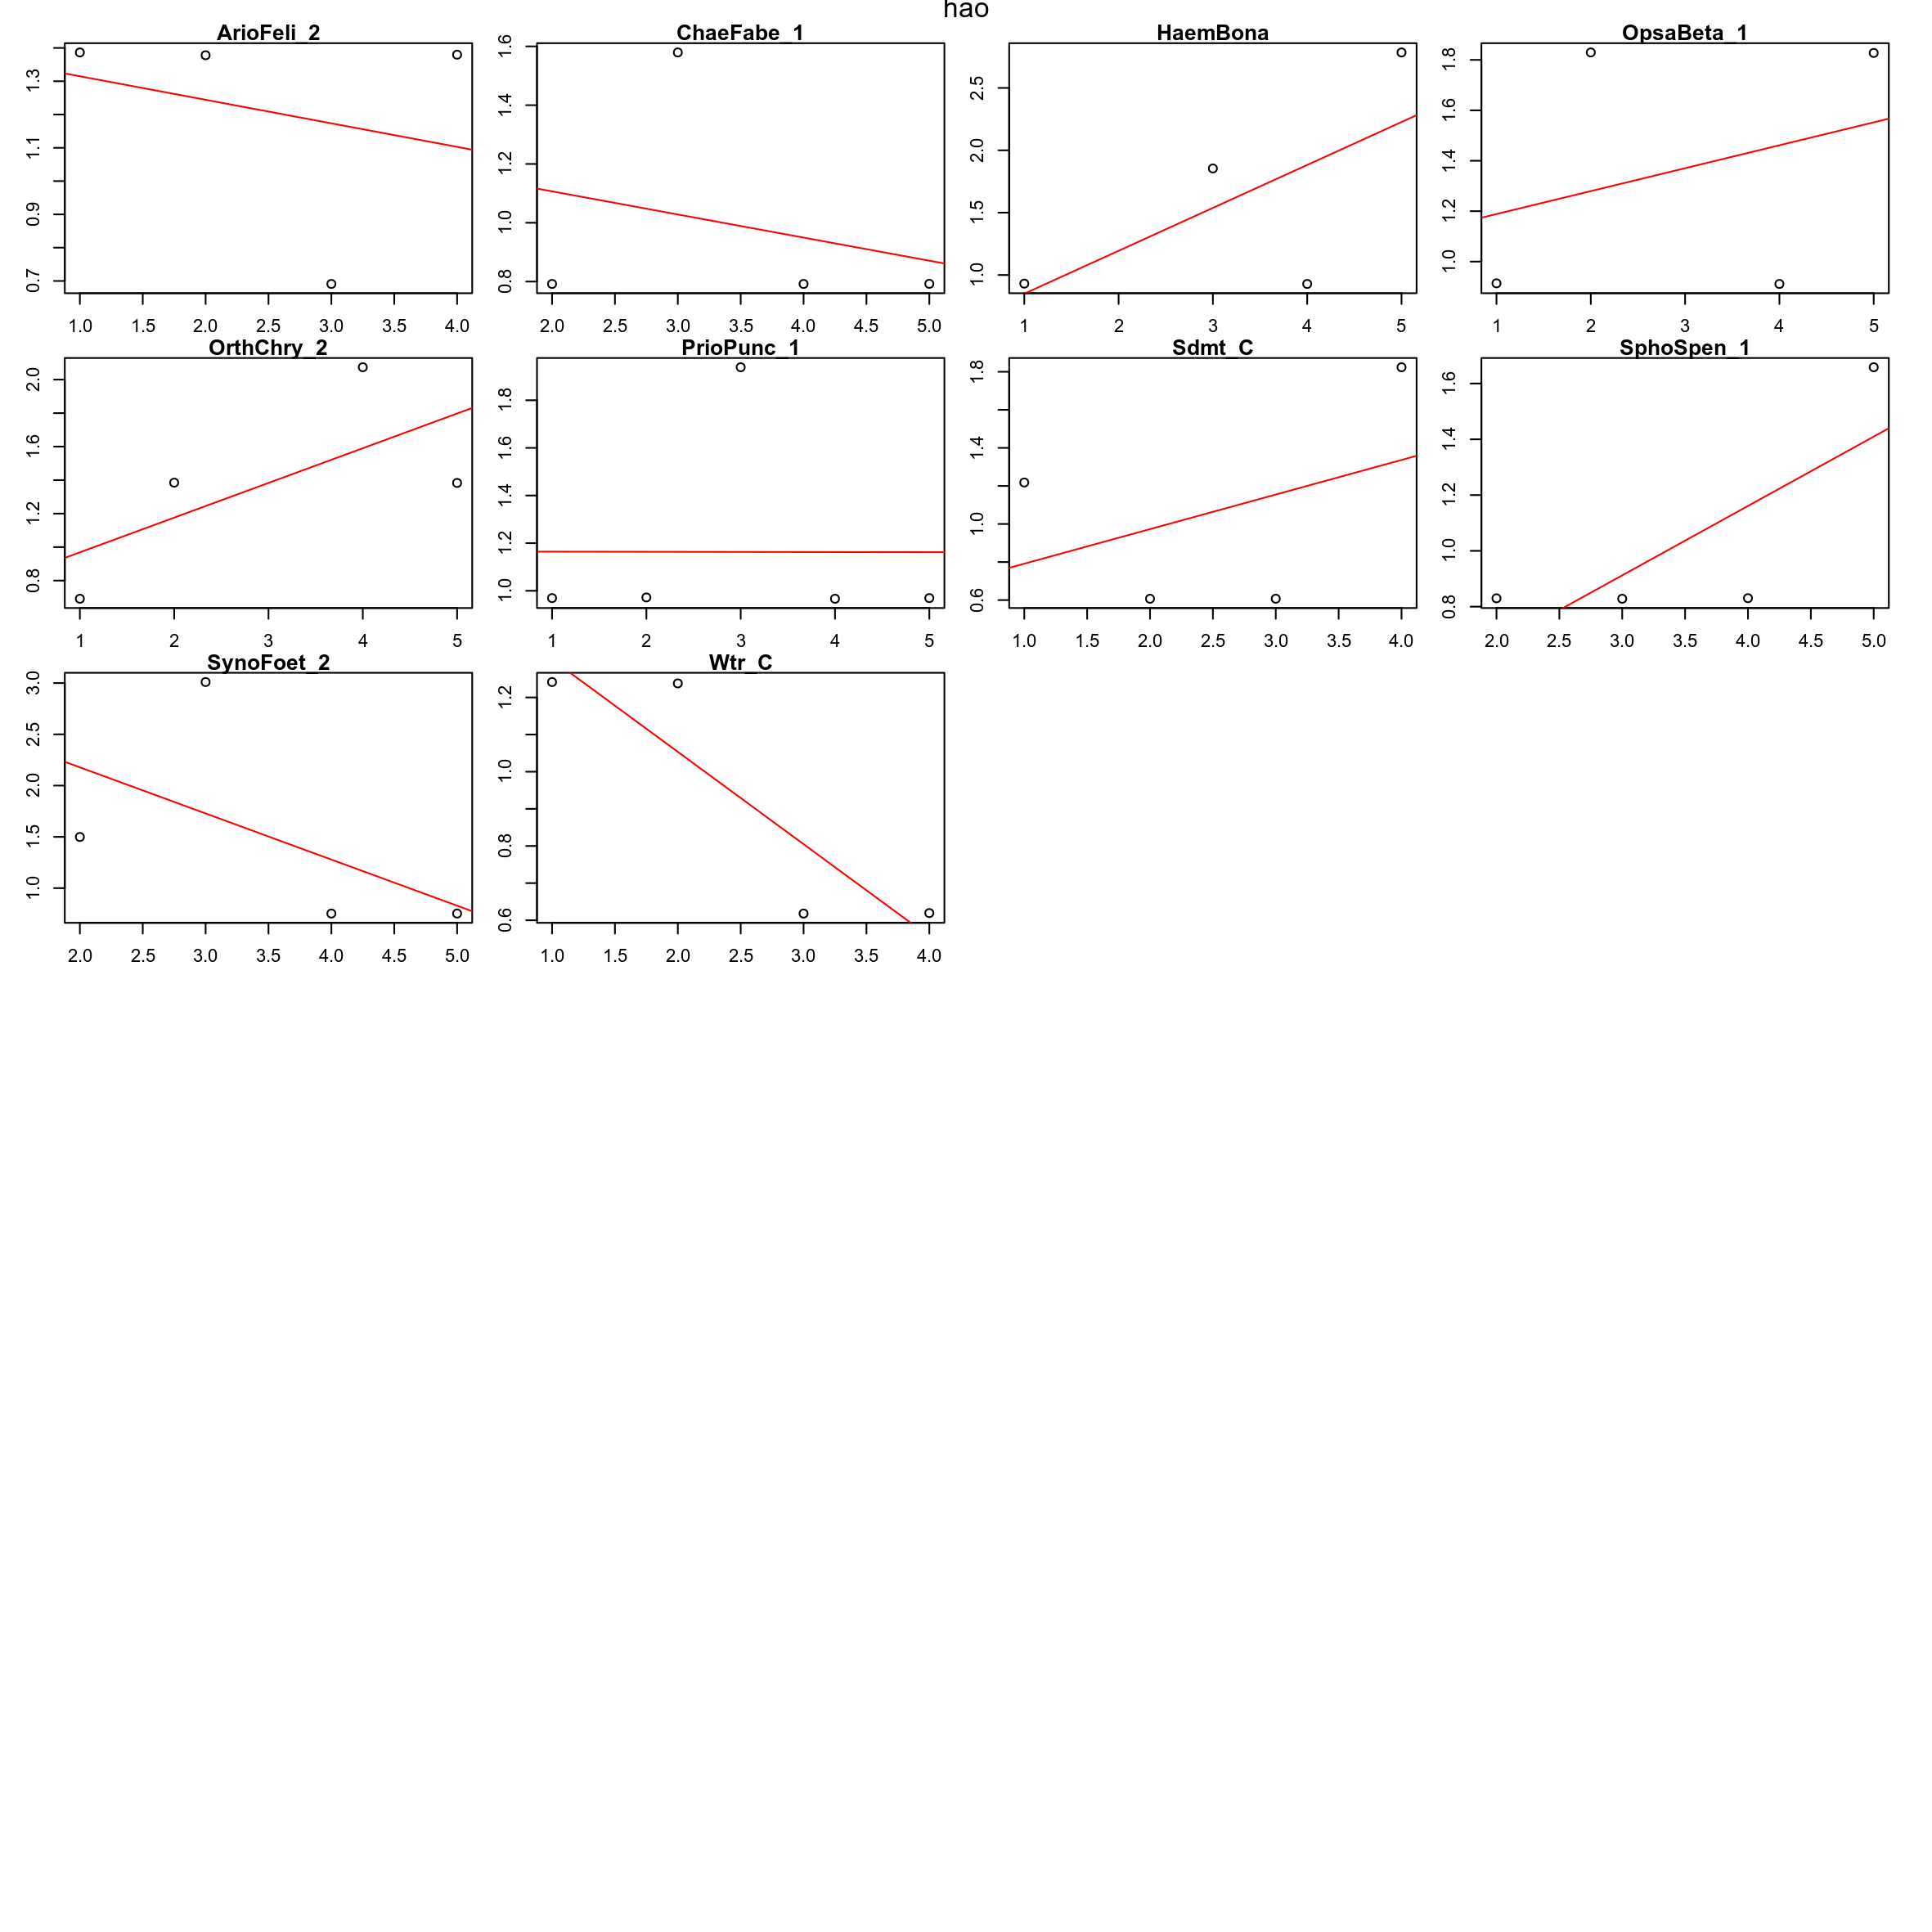 hao
ArioFeli_2
0.7 0.9 1.1 1.3
1.0 1.5 2.0 2.5 3.0 3.5 4.0
ChaeFabe_1
0.8 1.0 1.2 1.4 1.6
2.0 2.5 3.0 3.5 4.0 4.5 5.0
HaemBona
1.0 1.5 2.0 2.5
1 2 3 4 5
OpsaBeta_1
1.0 1.2 1.4 1.6 1.8
1 2 3 4 5
OrthChry_2
0.8 1.2 1.6 2.0
1 2 3 4 5
PrioPunc_1
1.0 1.2 1.4 1.6 1.8
1 2 3 4 5
Sdmt_C
0.6 1.0 1.4 1.8
1.0 1.5 2.0 2.5 3.0 3.5 4.0
SphoSpen_1
0.8 1.0 1.2 1.4 1.6
2.0 2.5 3.0 3.5 4.0 4.5 5.0
SynoFoet_2
1.0 1.5 2.0 2.5 3.0
2.0 2.5 3.0 3.5 4.0 4.5 5.0
Wtr_C
0.6 0.8 1.0 1.2
1.0 1.5 2.0 2.5 3.0 3.5 4.0